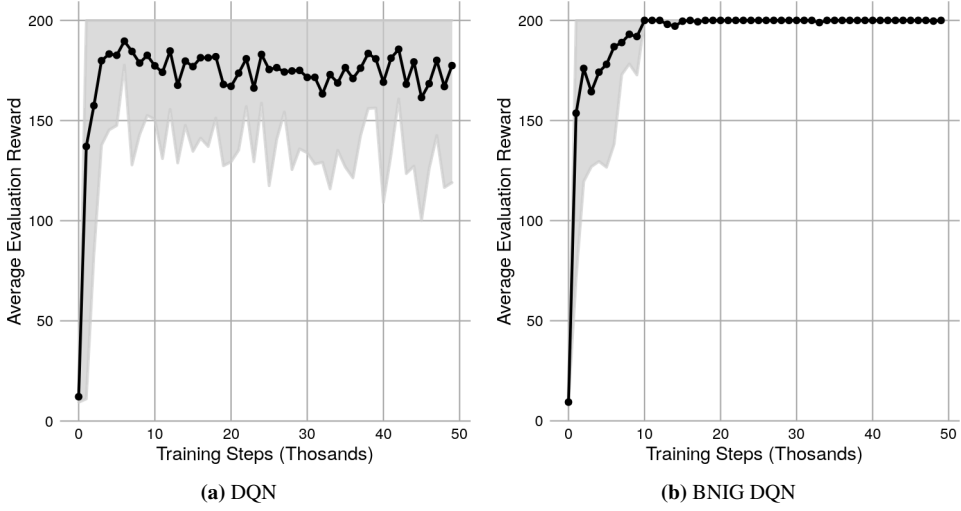 200
150
100
50
0
Average Evaluation Reward
0 10 20 30 40 50
Training Steps (Thosands)
(a) DQN
200
150
100
50
0
Average Evaluation Reward
0 10 20 30 40 50
Training Steps (Thosands)
(b) BNIG DQN